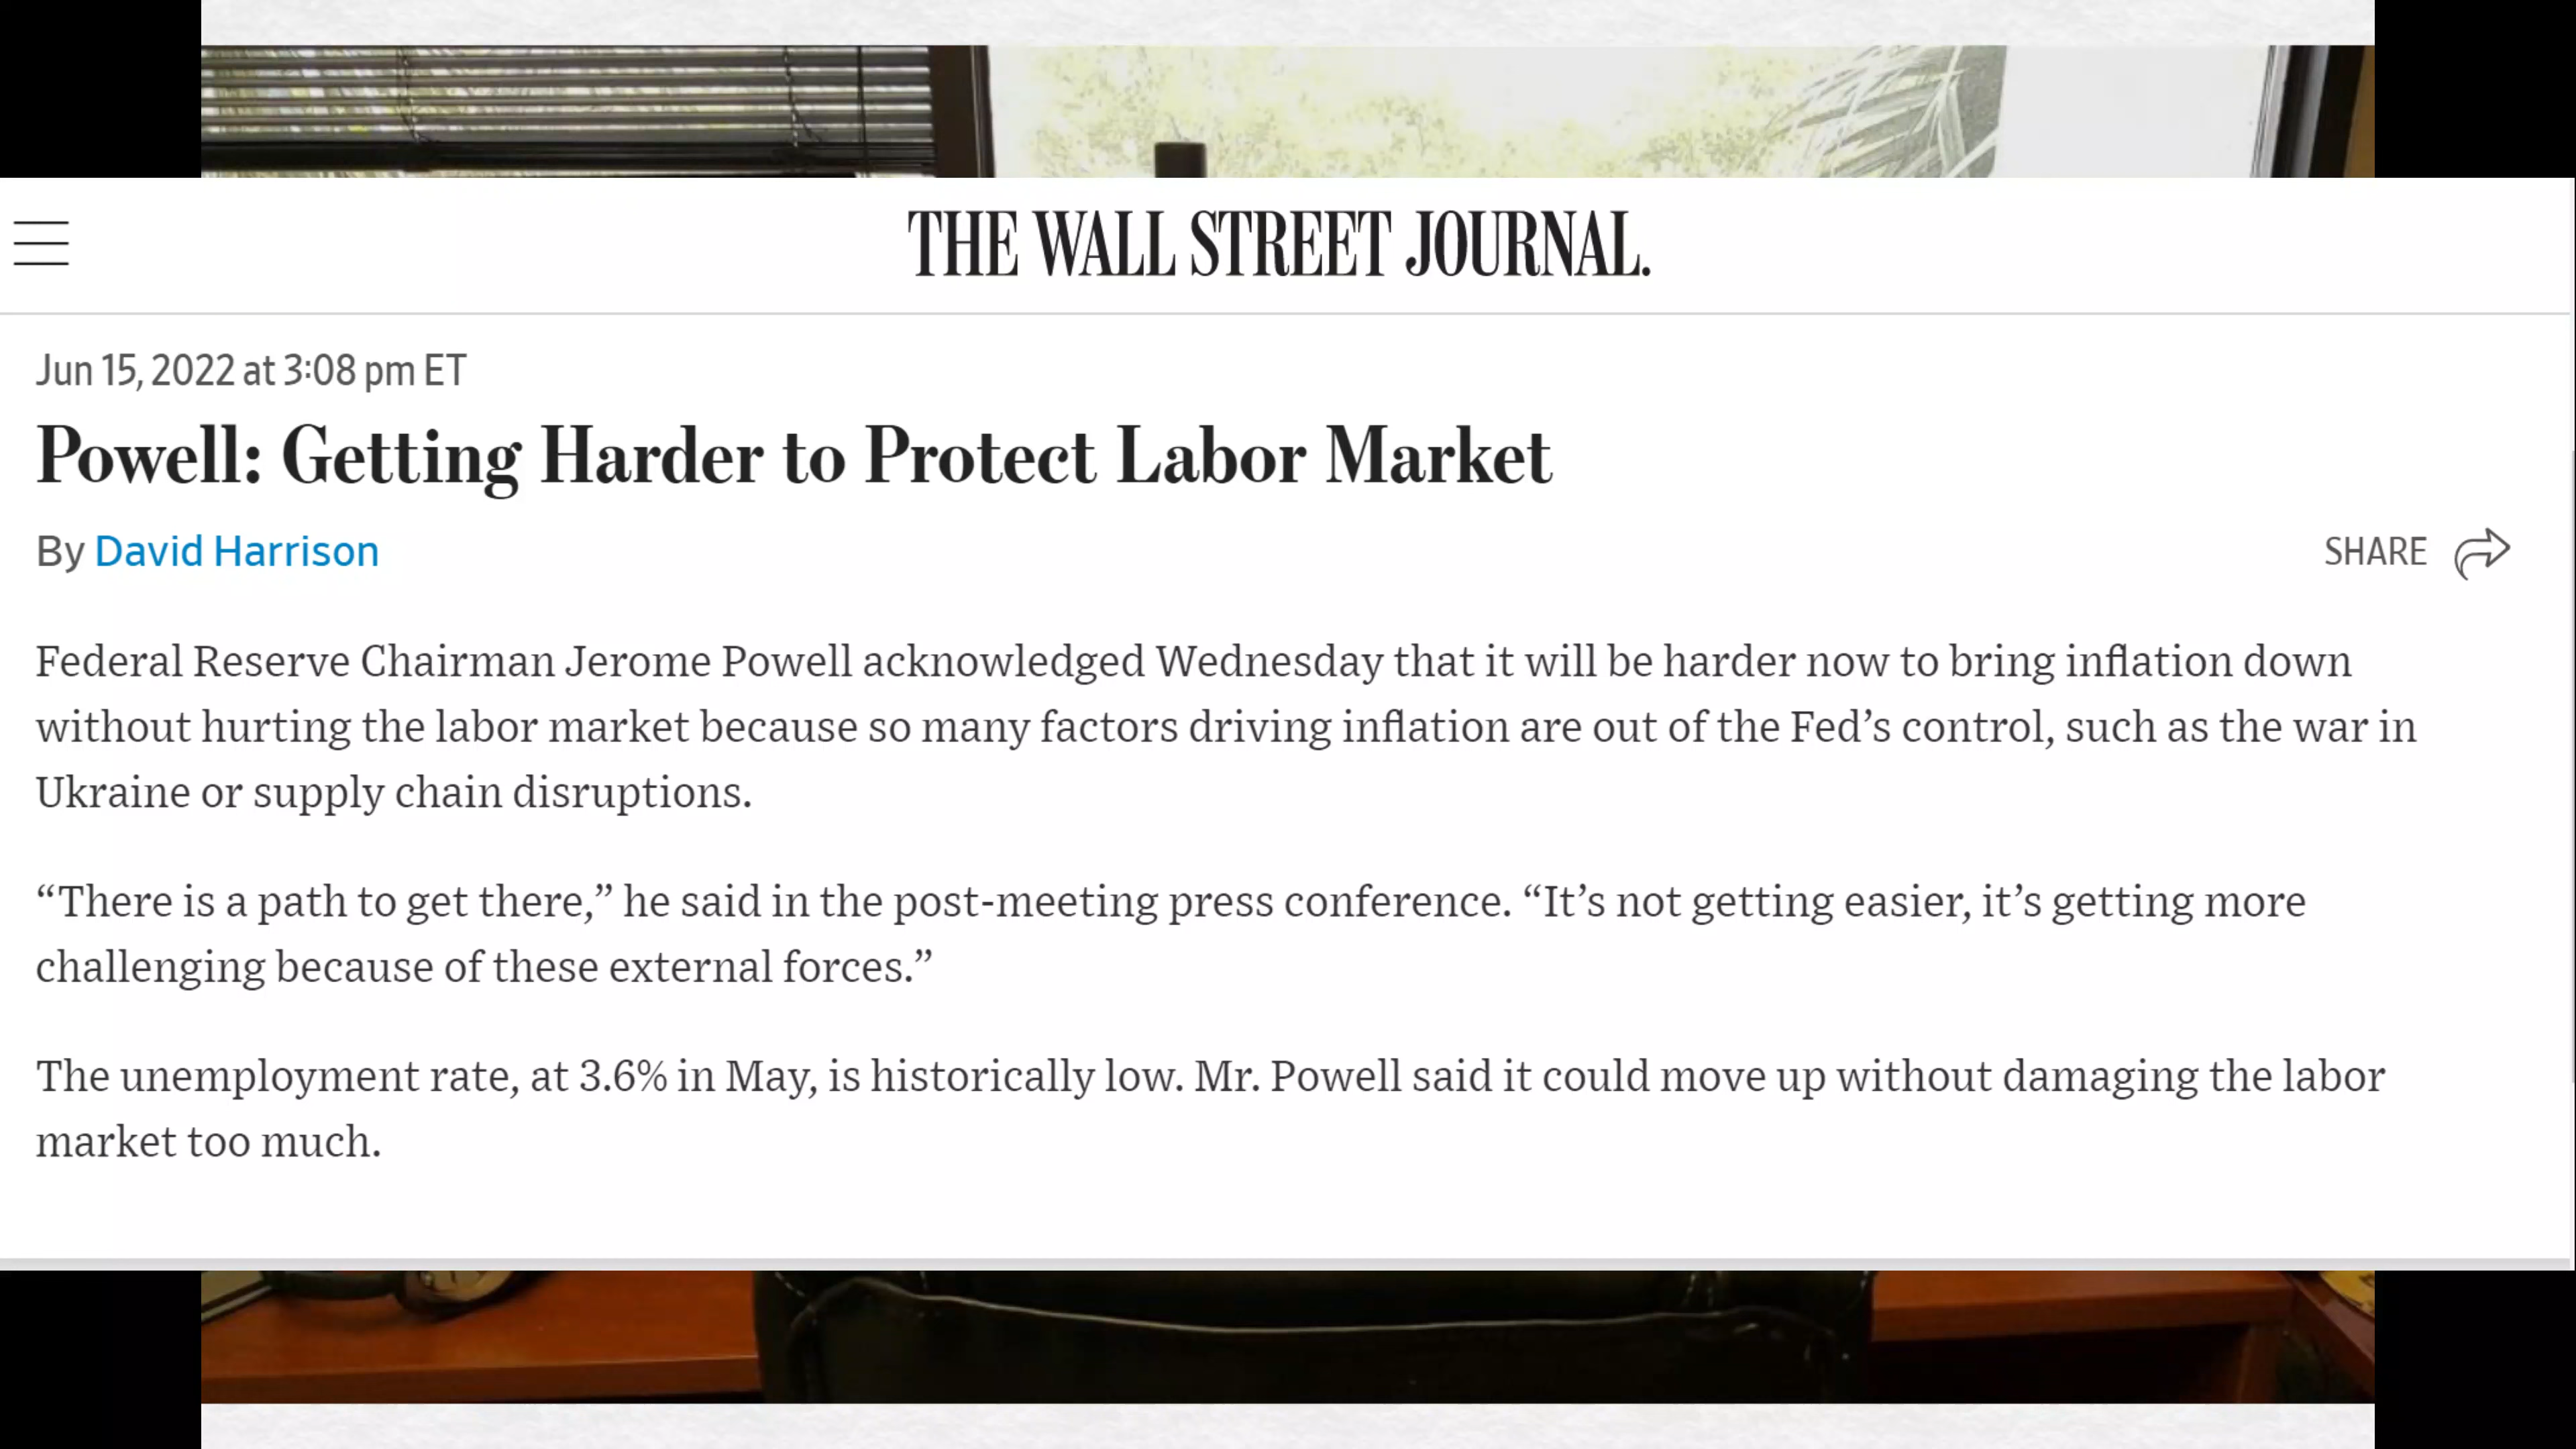 THE WALL STREET JOURNAL.
Jun 15, 2022 at 3:08 pm ET
Powell: Getting Harder to Protect Labor Market
By David Harrison
SHARE
Federal Reserve Chairman Jerome Powell acknowledged Wednesday that it will be harder now to bring inflation down
without hurting the labor market because so many factors driving inflation are out of the Fed’s control, such as the war in
Ukraine or supply chain disruptions.
“There is a path to get there,” he said in the post-meeting press conference. “It’s not getting easier, it’s getting more
challenging because of these external forces.”
The unemployment rate, at 3.6% in May, is historically low. Mr. Powell said it could move up without damaging the labor
market too much.